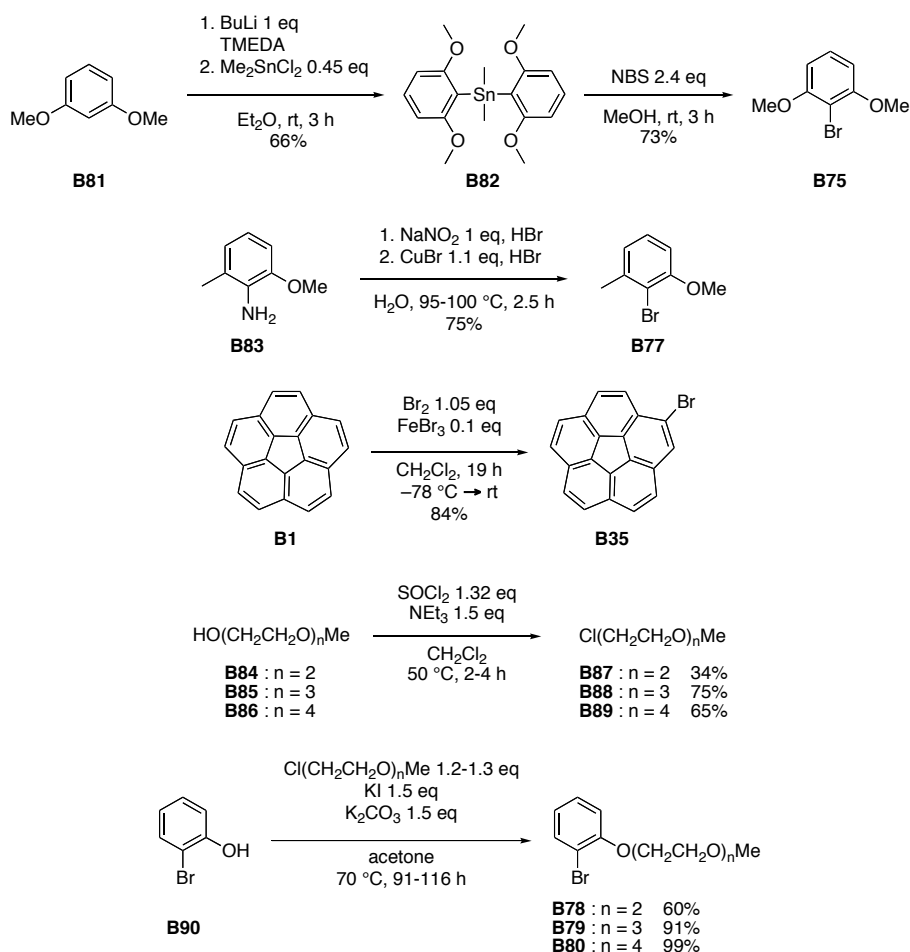 1. BuLi 1 eq
TMEDA
2. Me₂SnCl₂ 0.45 eq
Et₂O, rt, 3 h
66%
MeO
OMe
B81
O
O
Sn
O
O
B82
NBS 2.4 eq
MeOH, rt, 3 h
73%
MeO
OMe
Br
B75
OMe
NH₂
B83
1. NaNO₂ 1 eq, HBr
2. CuBr 1.1 eq, HBr
H₂O, 95-100 °C, 2.5 h
75%
OMe
Br
B77
B1
Br₂ 1.05 eq
FeBr₃ 0.1 eq
CH₂Cl₂, 19 h
–78 °C → rt
84%
Br
B35
HO(CH₂CH₂O)ₙMe
B84 : n = 2
B85 : n = 3
B86 : n = 4
SOCl₂ 1.32 eq
NEt₃ 1.5 eq
CH₂Cl₂
50 °C, 2-4 h
Cl(CH₂CH₂O)ₙMe
B87 : n = 2 34%
B88 : n = 3 75%
B89 : n = 4 65%
OH
Br
B90
Cl(CH₂CH₂O)ₙMe 1.2-1.3 eq
KI 1.5 eq
K₂CO₃ 1.5 eq
acetone
70 °C, 91-116 h
O(CH₂CH₂O)ₙMe
Br
B78 : n = 2 60%
B79 : n = 3 91%
B80 : n = 4 99%